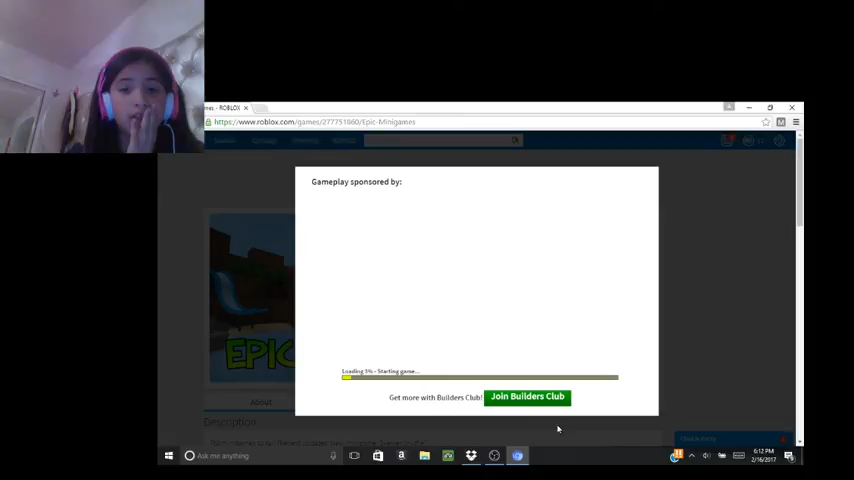 mes - ROBLOX
https://www.roblox.com/games/277751860/Epic-Minigames
Gameplay sponsored by:
EPIC
Loading 3% - Starting game...
Get more with Builders Club! Join Builders Club
About
Description
Ask me anything
6:12 PM
2/16/2017